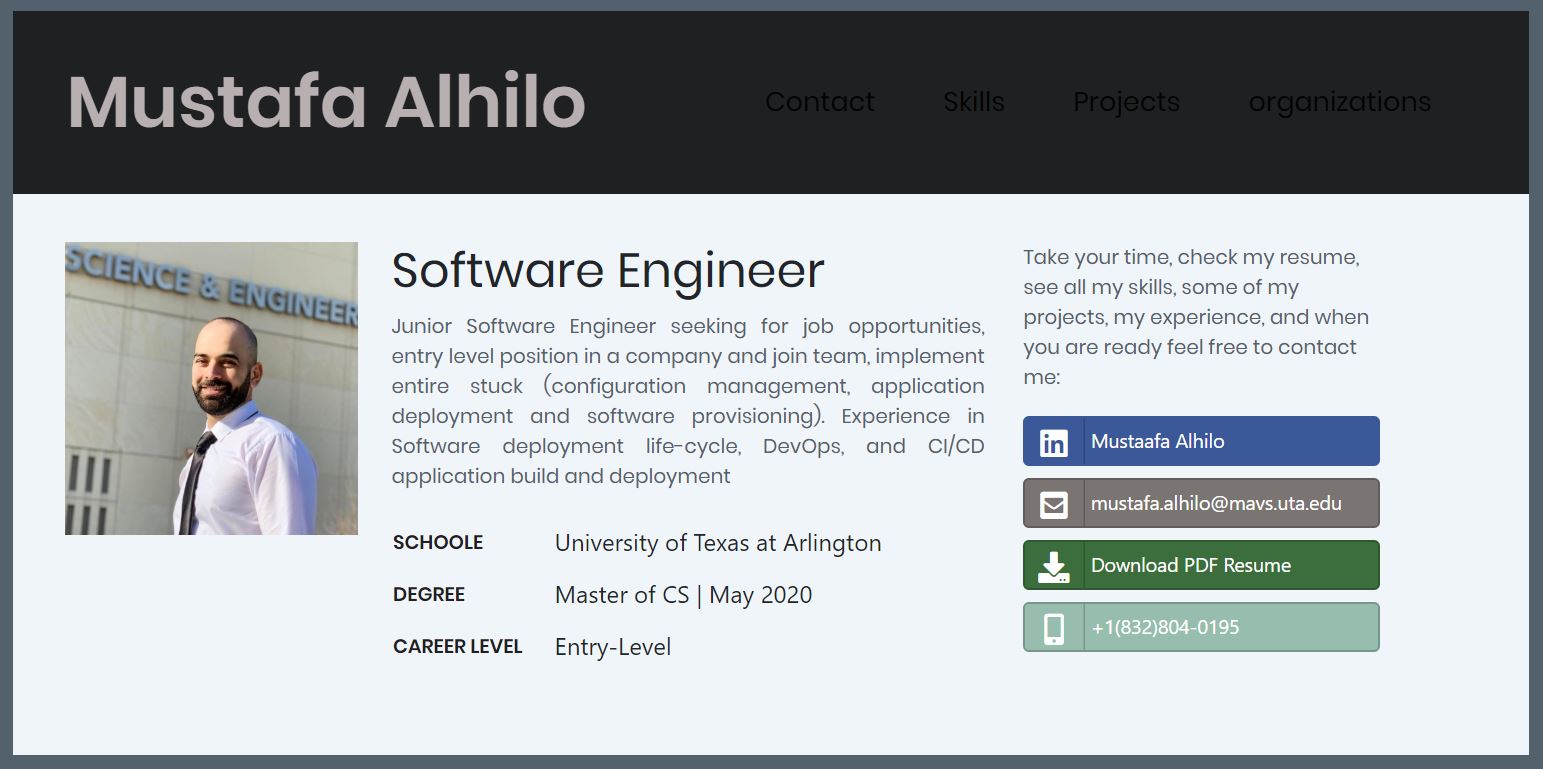 Mustafa Alhilo
Contact
Skills
Projects
organizations
SCIENCE & ENGINEER
Software Engineer
Junior Software Engineer seeking for job opportunities,
entry level position in a company and join team, implement
entire stuck (configuration management, application
deployment and software provisioning). Experience in
Software deployment life-cycle, DevOps, and CI/CD
application build and deployment
SCHOOLE University of Texas at Arlington
DEGREE Master of CS | May 2020
CAREER LEVEL Entry-Level
Take your time, check my resume,
see all my skills, some of my
projects, my experience, and when
you are ready feel free to contact
me:
in Mustaafa Alhilo
mustafa.alhilo@mavs.uta.edu
Download PDF Resume
+1(832)804-0195